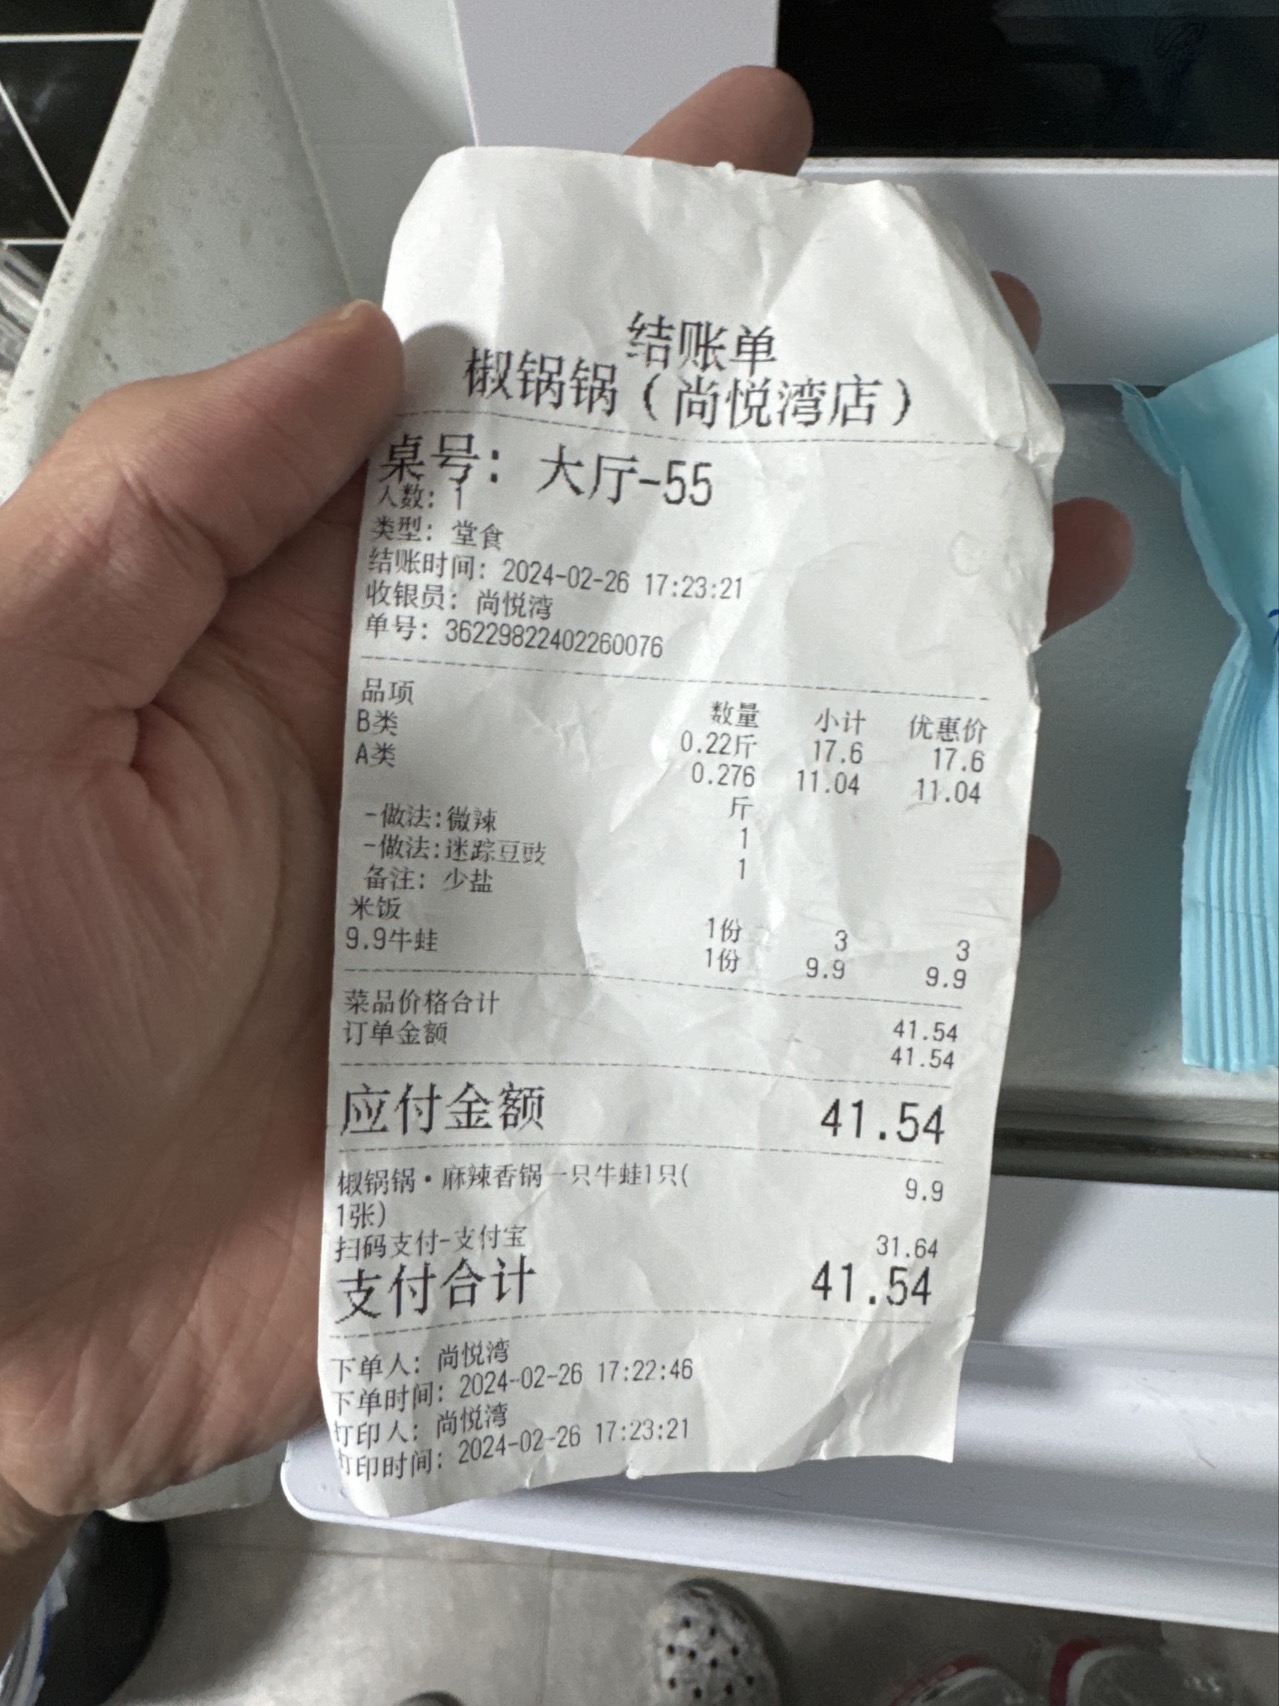 结账单
椒锅锅（尚悦湾店）
桌号：大厅-55
人数：1
类型：堂食
结账时间：2024-02-26 17:23:21
收银员：尚悦湾
单号：36229822402260076
品项 数量 小计 优惠价
B类 0.22斤 17.6 17.6
A类 0.276斤 11.04 11.04
-做法:微辣 1
-做法:迷踪豆豉 1
备注：少盐
米饭 1份 3 3
9.9牛蛙 1份 9.9 9.9
菜品价格合计 41.54
订单金额 41.54
应付金额 41.54
椒锅锅·麻辣香锅一只牛蛙1只( 9.9
1张)
扫码支付-支付宝 31.64
支付合计 41.54
下单人：尚悦湾
下单时间：2024-02-26 17:22:46
打印人：尚悦湾
打印时间：2024-02-26 17:23:21